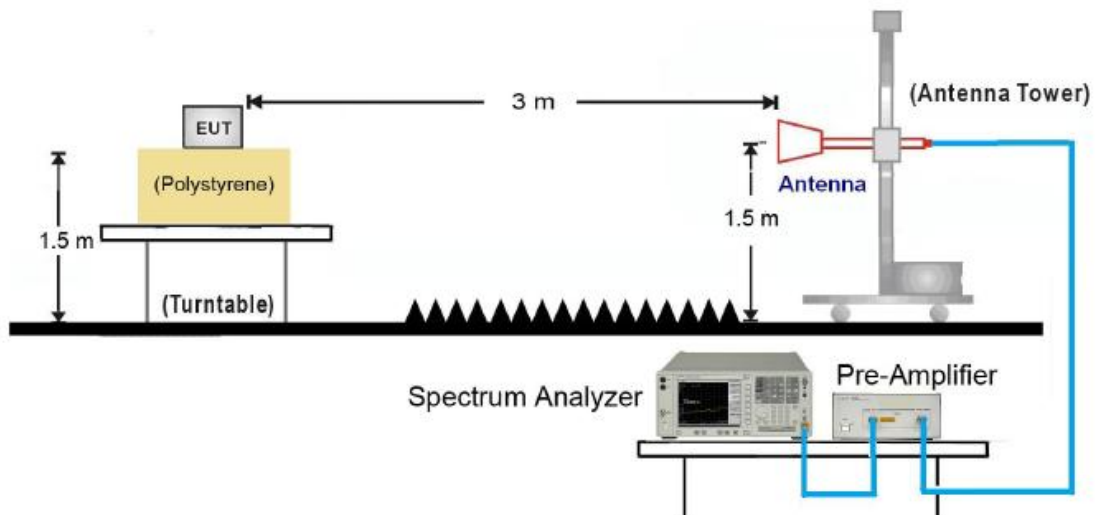 3 m
(Antenna Tower)
EUT
(Polystyrene)
Antenna
1.5 m
1.5 m
(Turntable)
Spectrum Analyzer
Pre-Amplifier